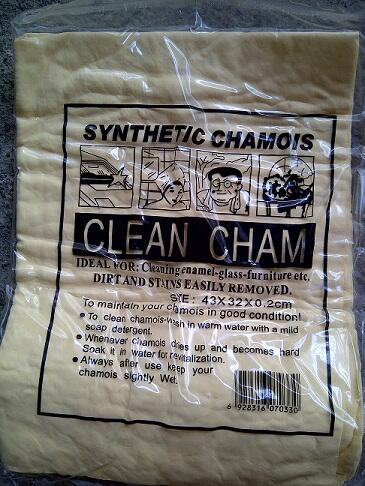 SYNTHETIC CHAMOIS
CLEAN CHAM
IDEAL FOR: Cleaning enamel-glass-furniture etc.
DIRT AND STAINS EASILY REMOVED.
SIZE: 43X32X0.2cm
To maintain your chamois in good condition!
• To clean chamois-wash in warm water with a mild
soap detergent.
• Whenaver chamois dries up and becomes hard
Soak it in water for revitalization.
• Always after use keep your
chamois slightly Wet.
6 928316 070330